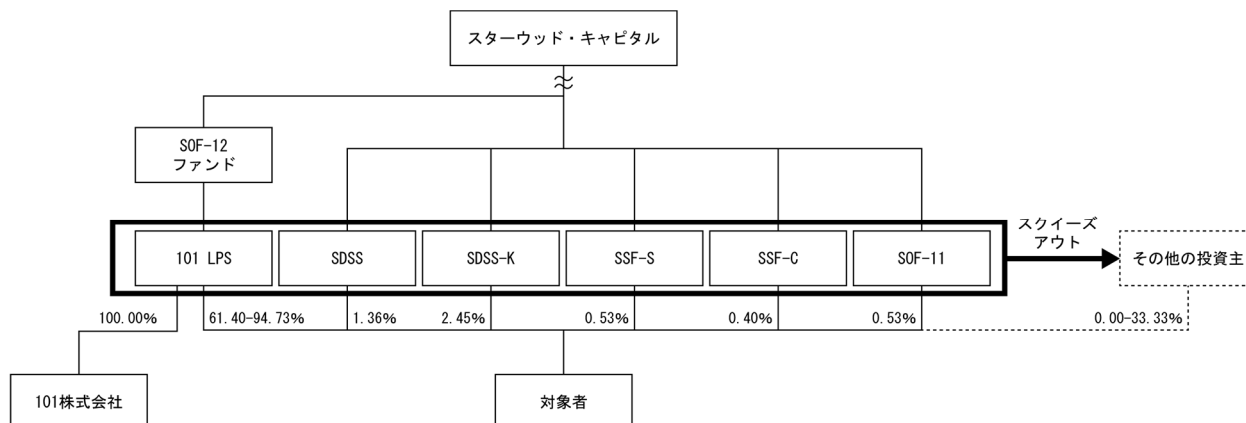 スターウッド・キャピタル
SOF-12
ファンド
スクイーズ
アウト
101 LPS
SDSS
SDSS-K
SSF-S
SSF-C
SOF-11
その他の投資主
100.00%
61.40-94.73%
1.36%
2.45%
0.53%
0.40%
0.53%
0.00-33.33%
101株式会社
対象者